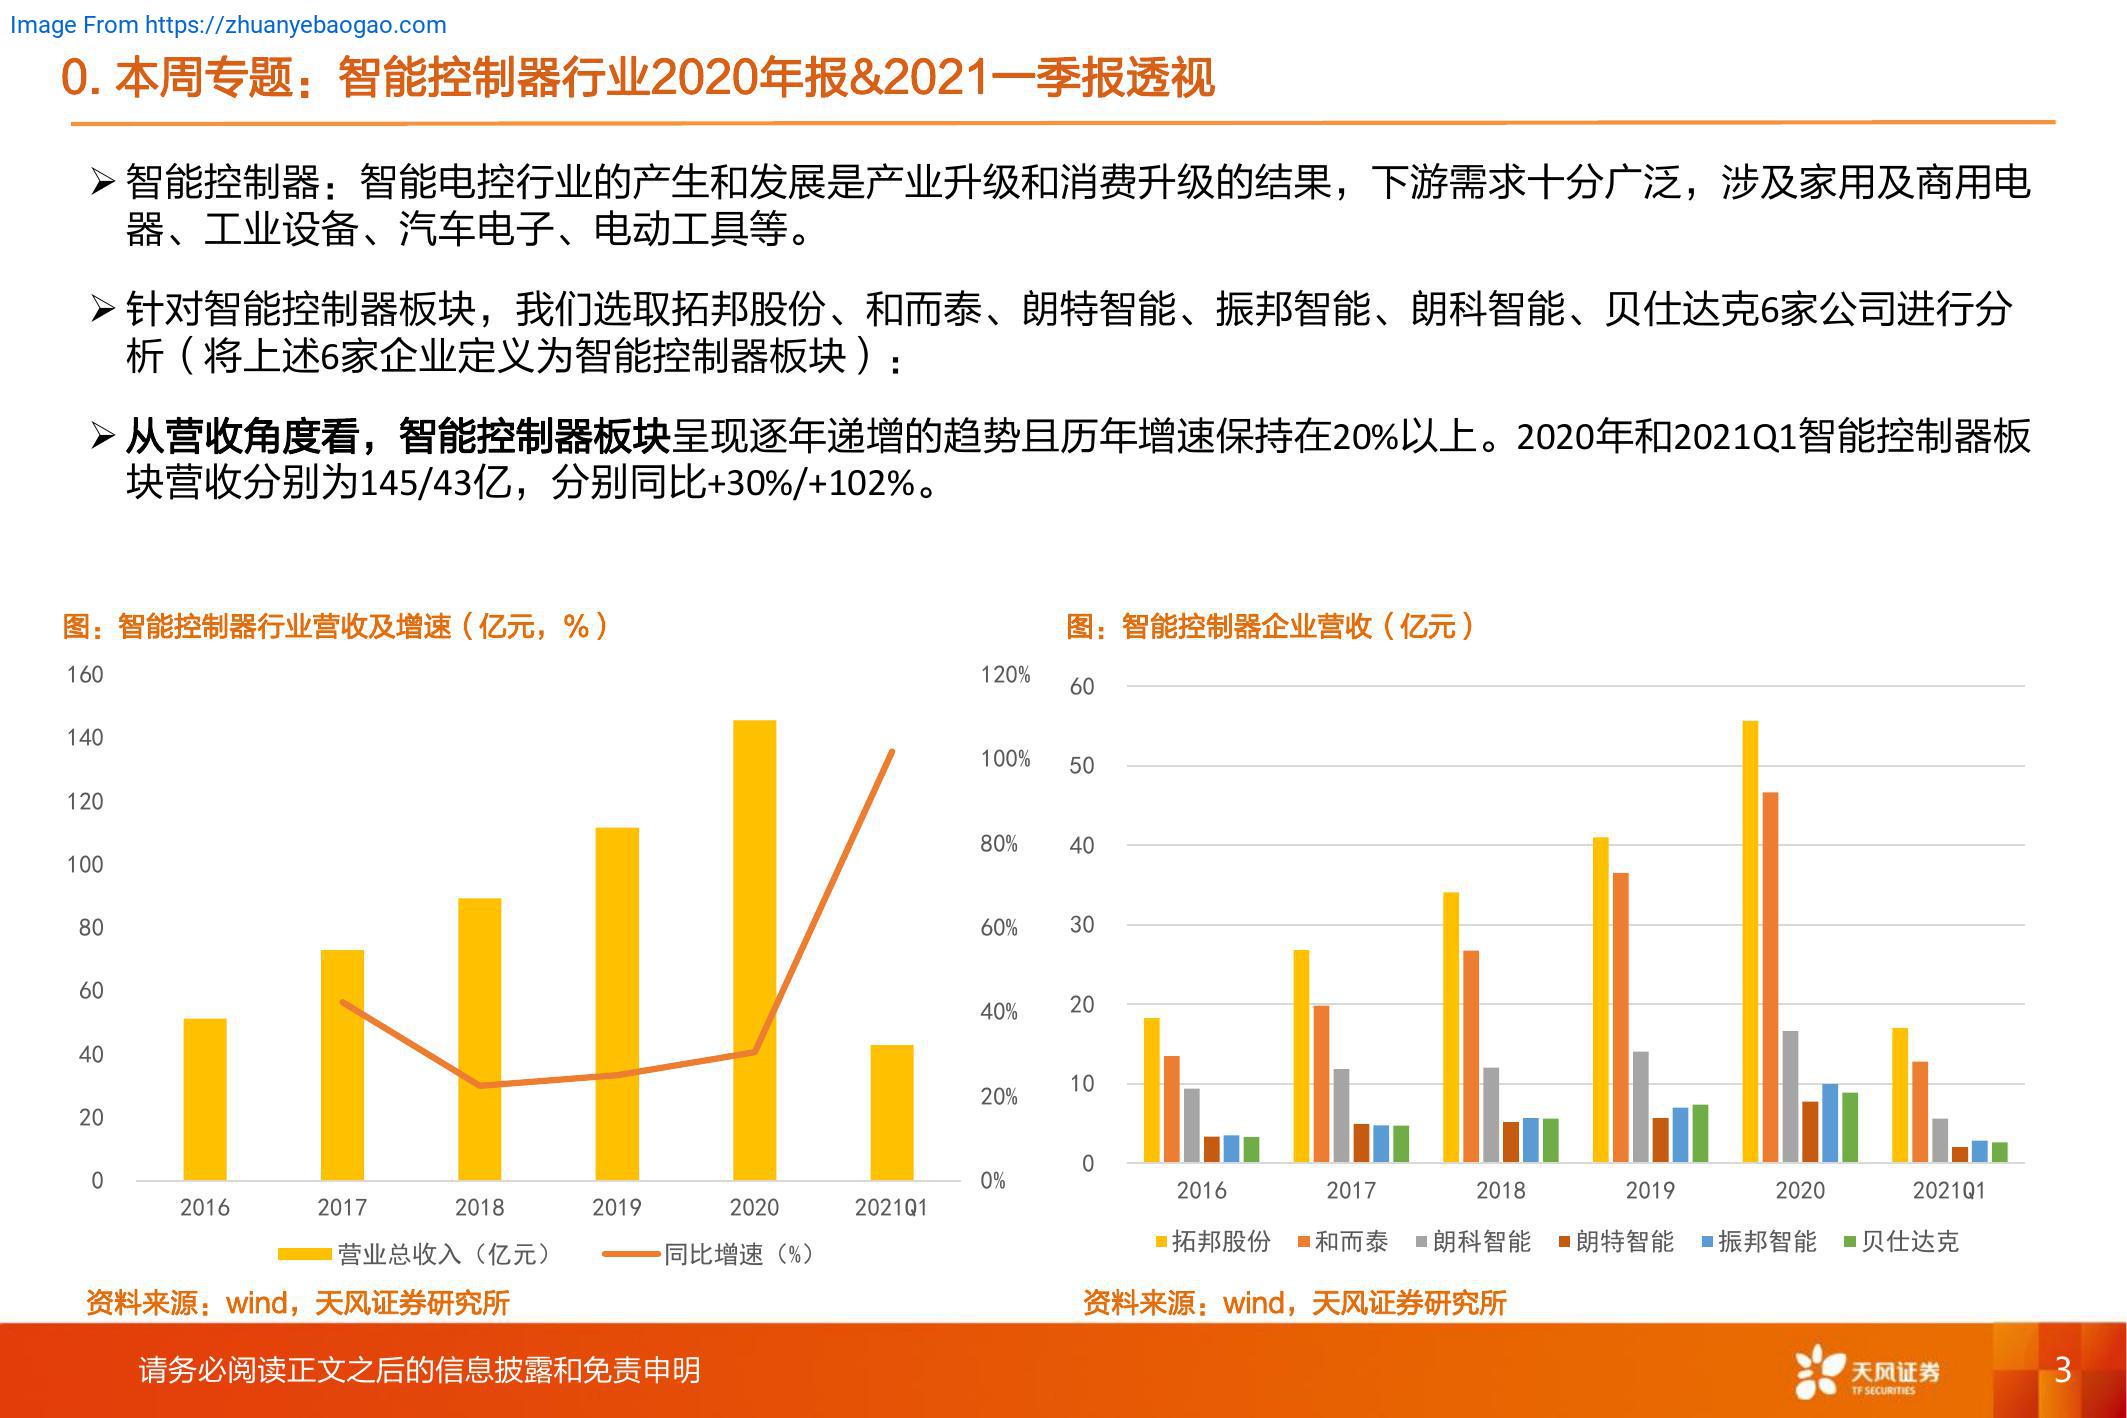 Image From https://zhuanyebaogao.com
0. 本周专题：智能控制器行业2020年报&2021一季报透视
➢ 智能控制器：智能电控行业的产生和发展是产业升级和消费升级的结果，下游需求十分广泛，涉及家用及商用电
器、工业设备、汽车电子、电动工具等。
➢ 针对智能控制器板块，我们选取拓邦股份、和而泰、朗特智能、振邦智能、朗科智能、贝仕达克6家公司进行分
析（将上述6家企业定义为智能控制器板块）：
➢ 从营收角度看，智能控制器板块呈现逐年递增的趋势且历年增速保持在20%以上。2020年和2021Q1智能控制器板
块营收分别为145/43亿，分别同比+30%/+102%。
图：智能控制器行业营收及增速（亿元，%）
160
140
120
100
80
60
40
20
0
120%
100%
80%
60%
40%
20%
0%
2016 2017 2018 2019 2020 2021Q1
营业总收入（亿元） 同比增速（%）
资料来源：wind，天风证券研究所
图：智能控制器企业营收（亿元）
60
50
40
30
20
10
0
2016 2017 2018 2019 2020 2021Q1
拓邦股份 和而泰 朗科智能 朗特智能 振邦智能 贝仕达克
资料来源：wind，天风证券研究所
请务必阅读正文之后的信息披露和免责申明
天风证券
TF SECURITIES
3